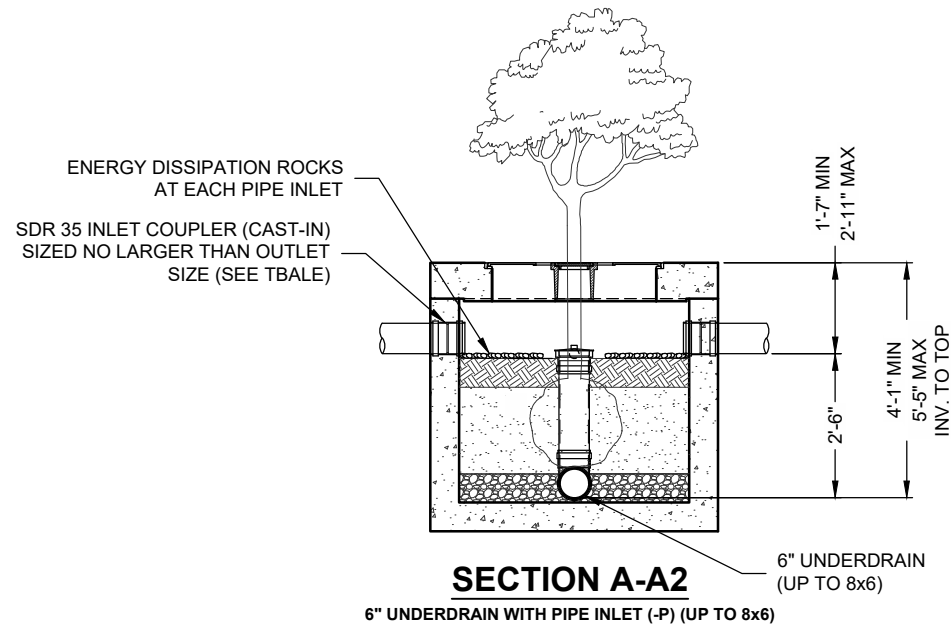 ENERGY DISSIPATION ROCKS
AT EACH PIPE INLET
SDR 35 INLET COUPLER (CAST-IN)
SIZED NO LARGER THAN OUTLET
SIZE (SEE TBALE)
1'-7" MIN
2'-11" MAX
2'-6"
4'-1" MIN
5'-5" MAX
INV. TO TOP
6" UNDERDRAIN
(UP TO 8x6)
SECTION A-A2
6" UNDERDRAIN WITH PIPE INLET (-P) (UP TO 8x6)